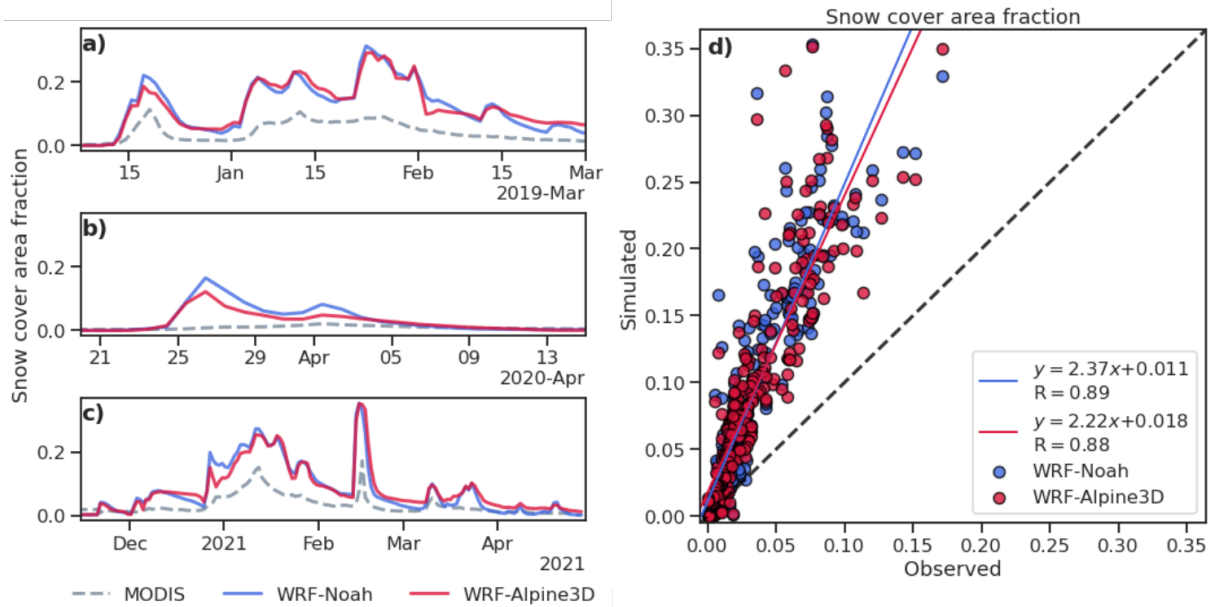 Snow cover area fraction
a)
0.2
0.0
15
Jan
15
Feb
15
Mar
2019-Mar
b)
0.2
0.0
21
25
29
Apr
05
09
13
2020-Apr
c)
0.2
0.0
Dec
2021
Feb
Mar
Apr
2021
MODIS
WRF-Noah
WRF-Alpine3D
Snow cover area fraction
d)
Simulated
0.35
0.30
0.25
0.20
0.15
0.10
0.05
0.00
y = 2.37x+0.011
R = 0.89
y = 2.22x+0.018
R = 0.88
WRF-Noah
WRF-Alpine3D
0.00
0.05
0.10
0.15
0.20
0.25
0.30
0.35
Observed